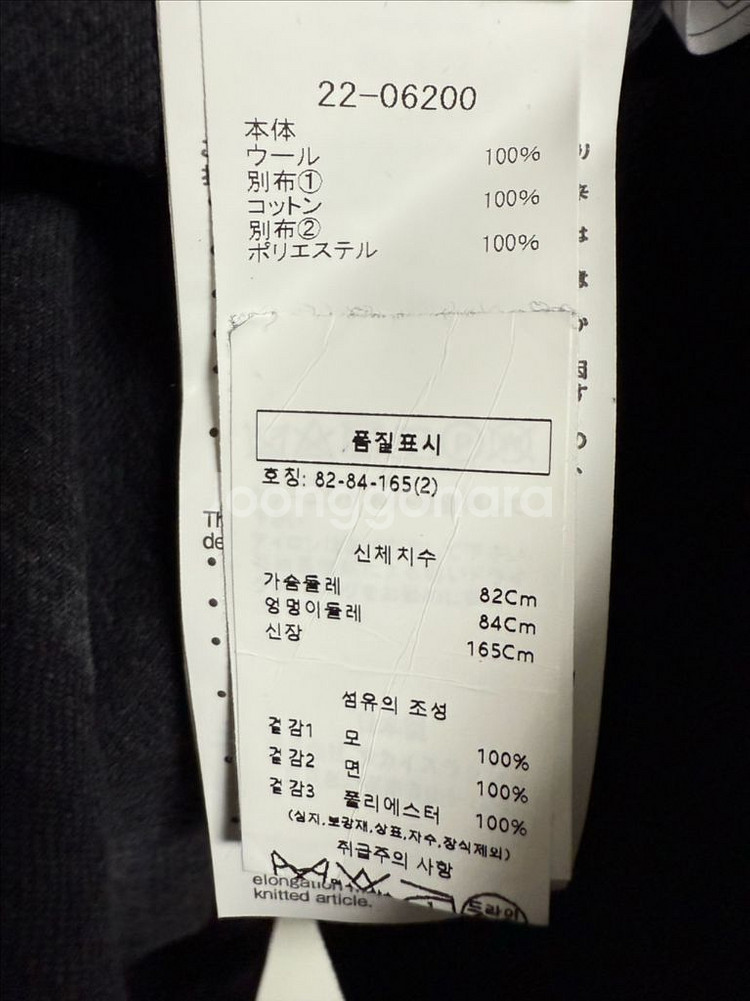 22-06200
本体
ウール 100%
別布①
コットン 100%
別布②
ポリエステル 100%
품질표시
호칭: 82-84-165(2)
joonggonara
신체치수
가슴둘레 82Cm
엉덩이둘레 84Cm
신장 165Cm
섬유의 조성
겉감1 모 100%
겉감2 면 100%
겉감3 폴리에스터 100%
(심지,보강재,상표,자수,장식제외)
취급주의 사항
드라이
elongation
knitted article.